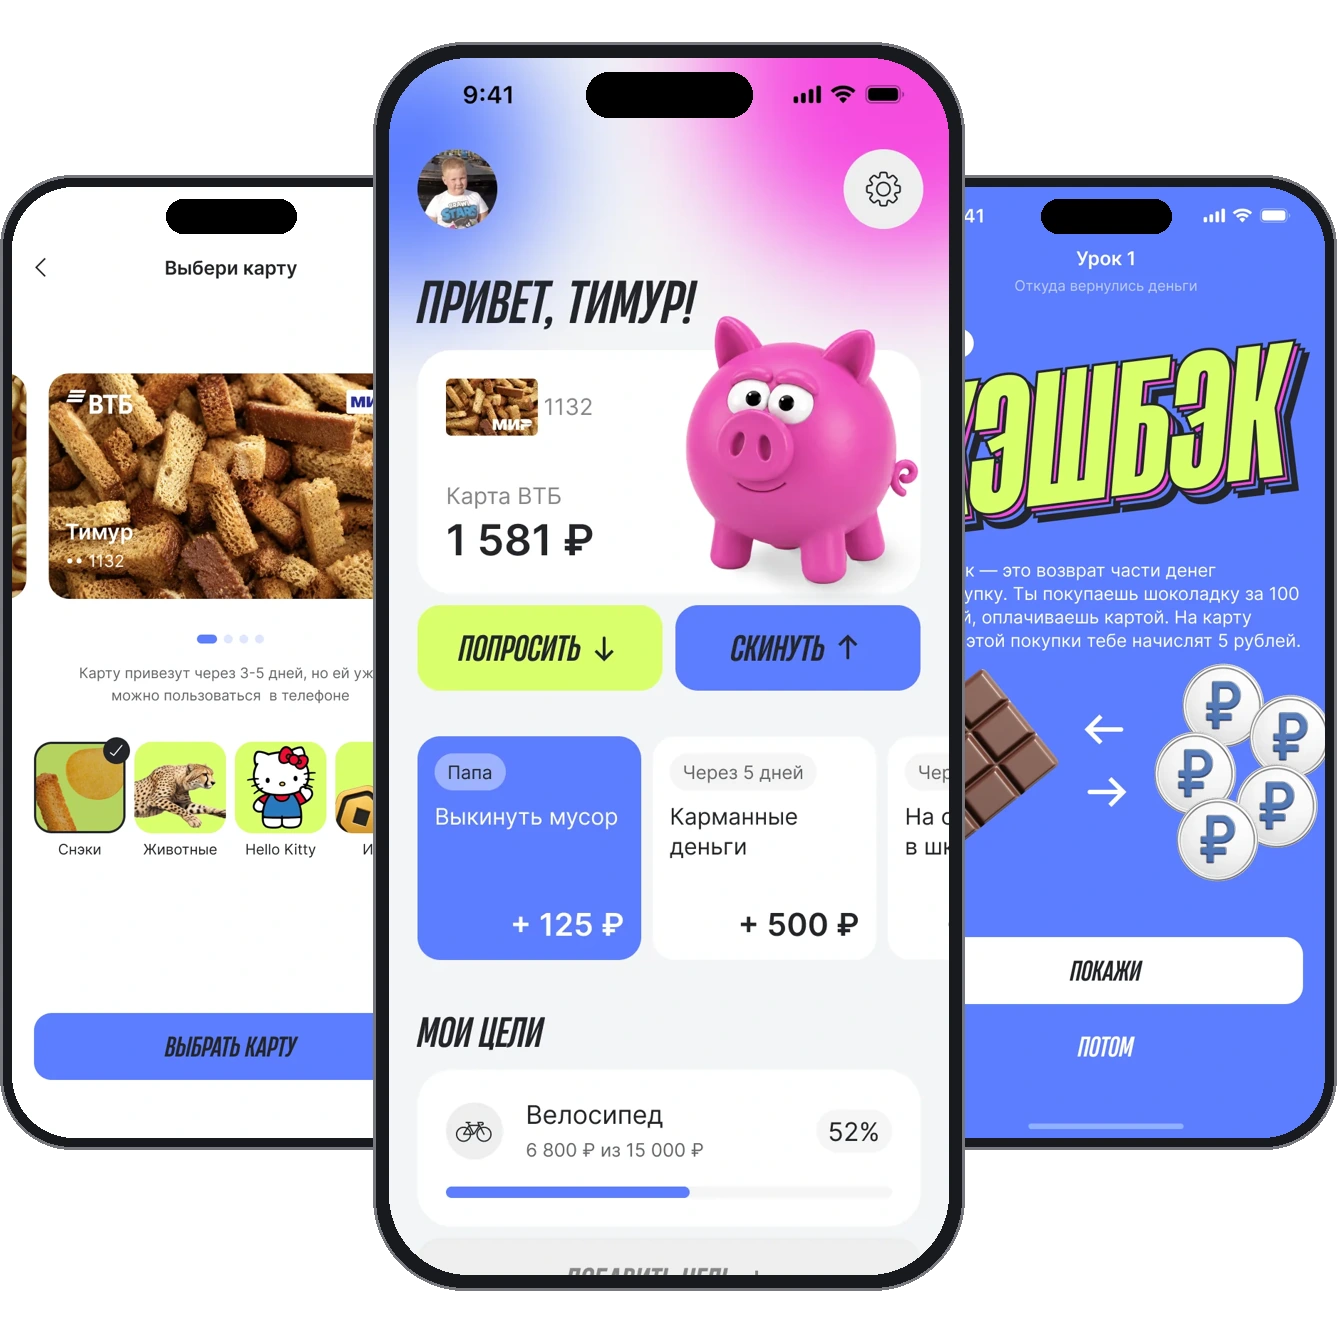 Выбери карту
ВТБ
Тимур
•• 1132
Карту привезут через 3-5 дней, но ей
можно пользоваться в телефоне
Снэки
Животные
Hello Kitty
ВЫБРАТЬ КАРТУ
9:41
STARS
ПРИВЕТ, ТИМУР!
МИР
1132
Карта ВТБ
1 581 ₽
ПОПРОСИТЬ ↓
СКИНУТЬ ↑
Папа
Выкинуть мусор
+ 125 ₽
Через 5 дней
Карманные
деньги
+ 500 ₽
На
в
МОИ ЦЕЛИ
Велосипед
6 800 ₽ из 15 000 ₽
52%
41
Урок 1
Откуда вернулись деньги
КЭШБЭК
к — это возврат части денег
упку. Ты покупаешь шоколадку за 100
й, оплачиваешь картой. На карту
этой покупки тебе начислят 5 рублей.
← 
→
₽
₽
₽
₽
₽
ПОКАЖИ
ПОТОМ